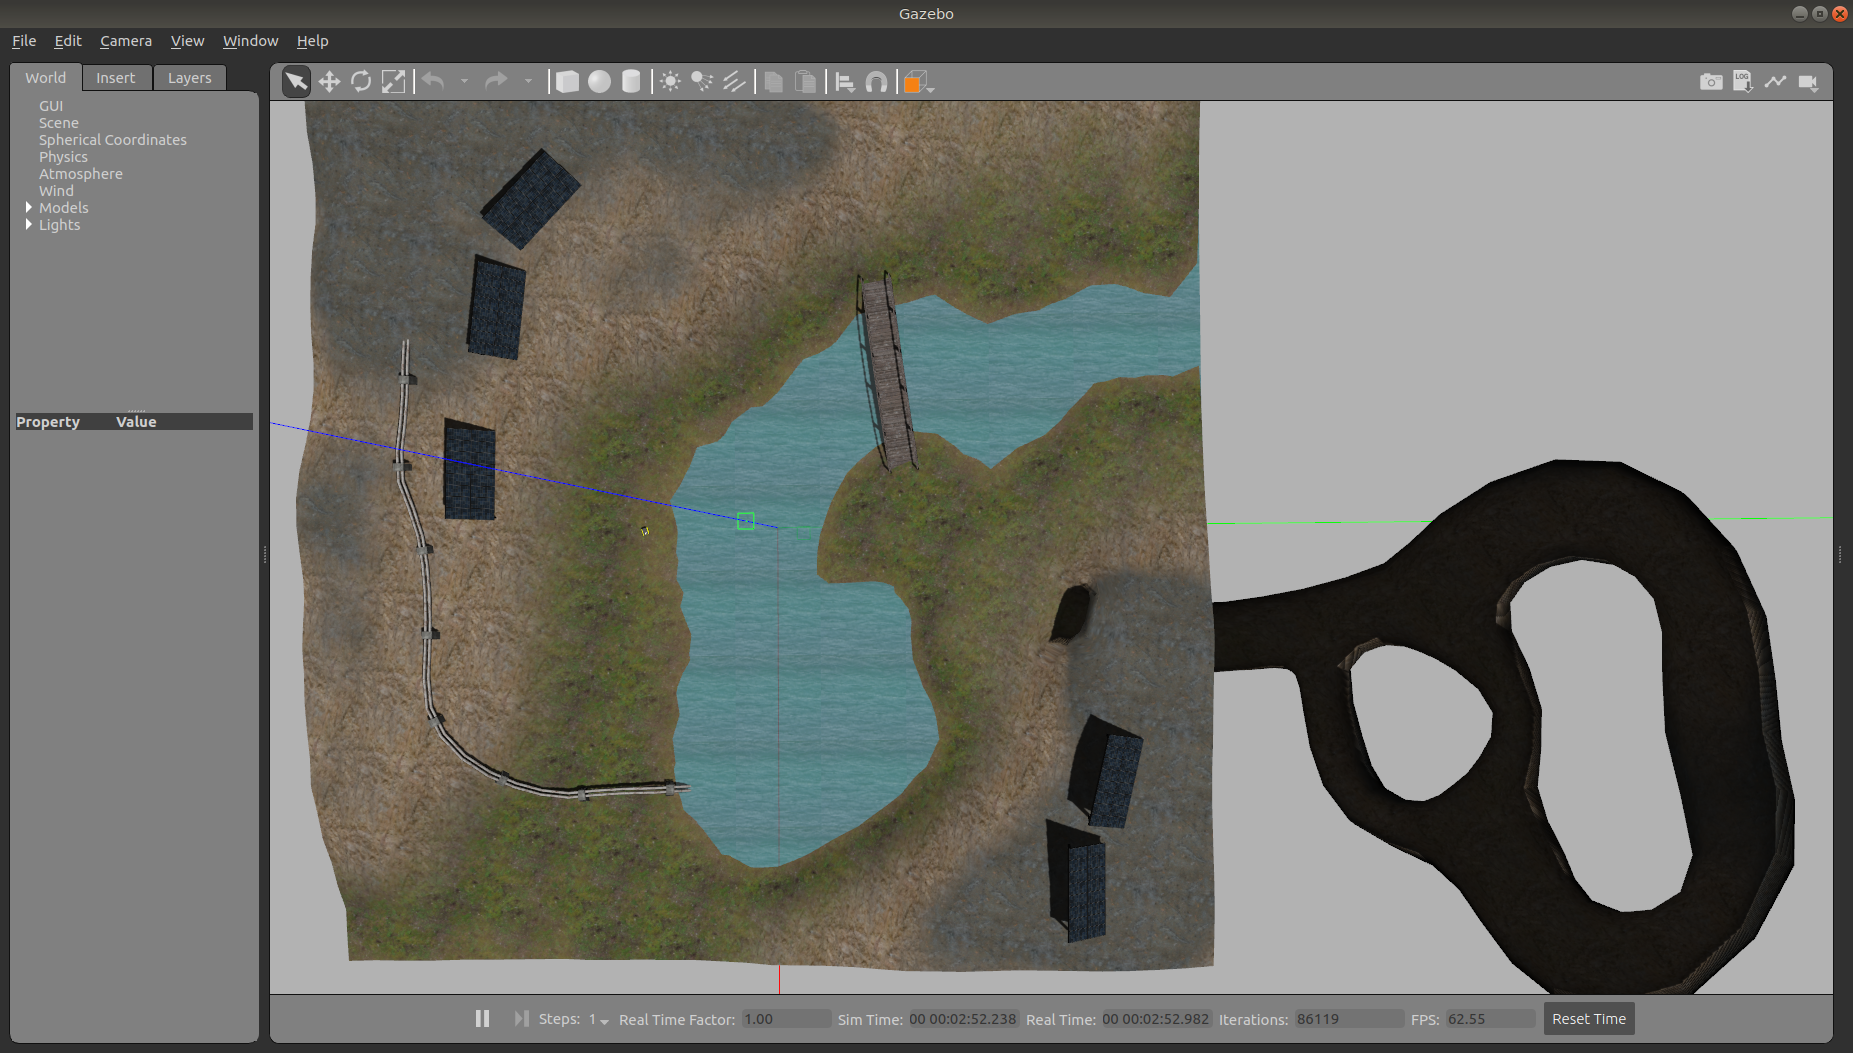 Gazebo
File Edit Camera View Window Help
World Insert Layers
LOG
GUI
Scene
Spherical Coordinates
Physics
Atmosphere
Wind
Models
Lights
Property Value
Steps: 1 Real Time Factor: 1.00 Sim Time: 00 00:02:52.238 Real Time: 00 00:02:52.982 Iterations: 86119 FPS: 62.55 Reset Time